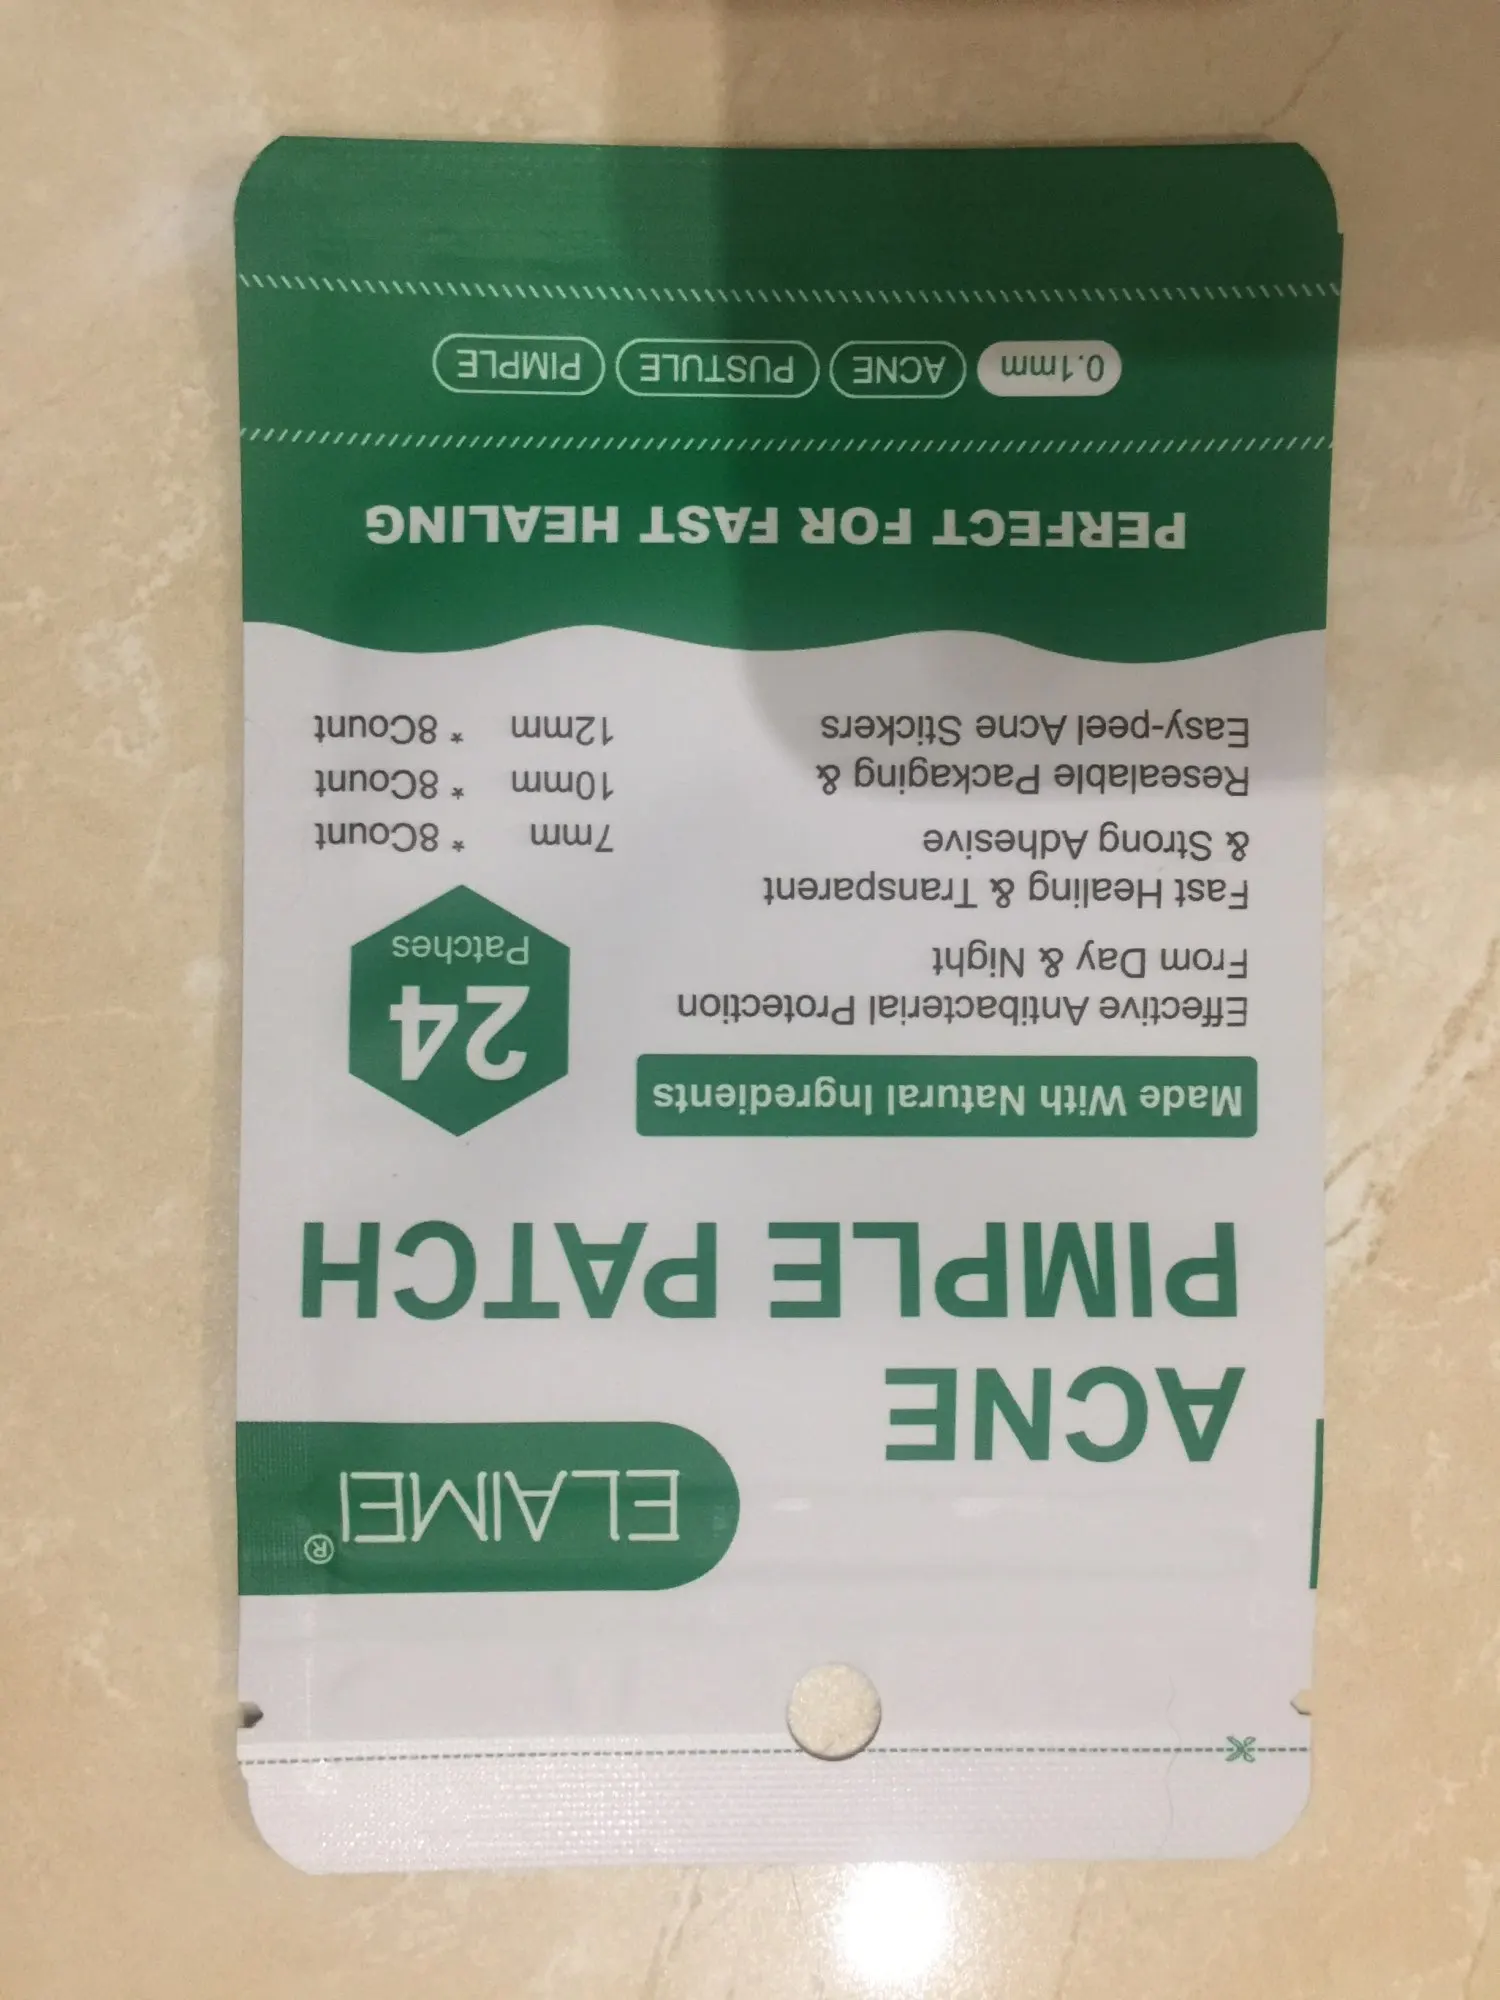 ELAIMEI®
ACNE
PIMPLE PATCH
Made With Natural Ingredients
Effective Antibacterial Protection
From Day & Night
Fast Healing & Transparent
& Strong Adhesive
Resealable Packaging &
Easy-peel Acne Stickers
24
Patches
7mm * 8Count
10mm * 8Count
12mm * 8Count
PERFECT FOR FAST HEALING
0.1mm ACNE PUSTULE PIMPLE